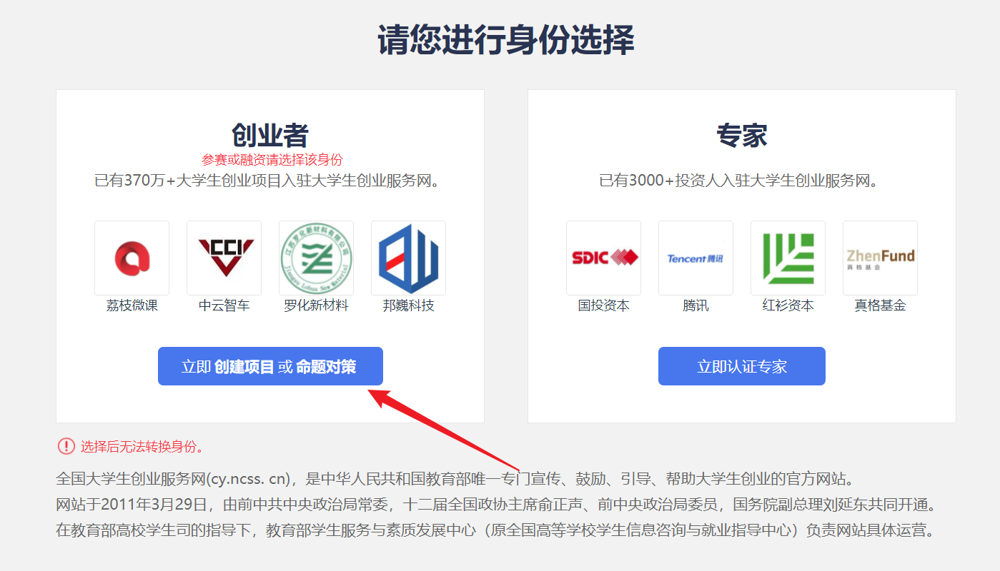 请您进行身份选择
创业者
参赛或融资请选择该身份
已有370万+大学生创业项目入驻大学生创业服务网。
专家
已有3000+投资人入驻大学生创业服务网。
CCI
江苏罗化新材料有限公司
Jiangsu Lohua New Material
荔枝微课
中云智车
罗化新材料
邦巍科技
SDIC
Tencent 腾讯
ZhenFund
真格基金
国投资本
腾讯
红杉资本
真格基金
立即 创建项目 或 命题对策
立即认证专家
选择后无法转换身份。
全国大学生创业服务网(cy.ncss. cn)，是中华人民共和国教育部唯一专门宣传、鼓励、引导、帮助大学生创业的官方网站。
网站于2011年3月29日，由前中共中央政治局常委，十二届全国政协主席俞正声、前中央政治局委员，国务院副总理刘延东共同开通。
在教育部高校学生司的指导下，教育部学生服务与素质发展中心（原全国高等学校学生信息咨询与就业指导中心）负责网站具体运营。